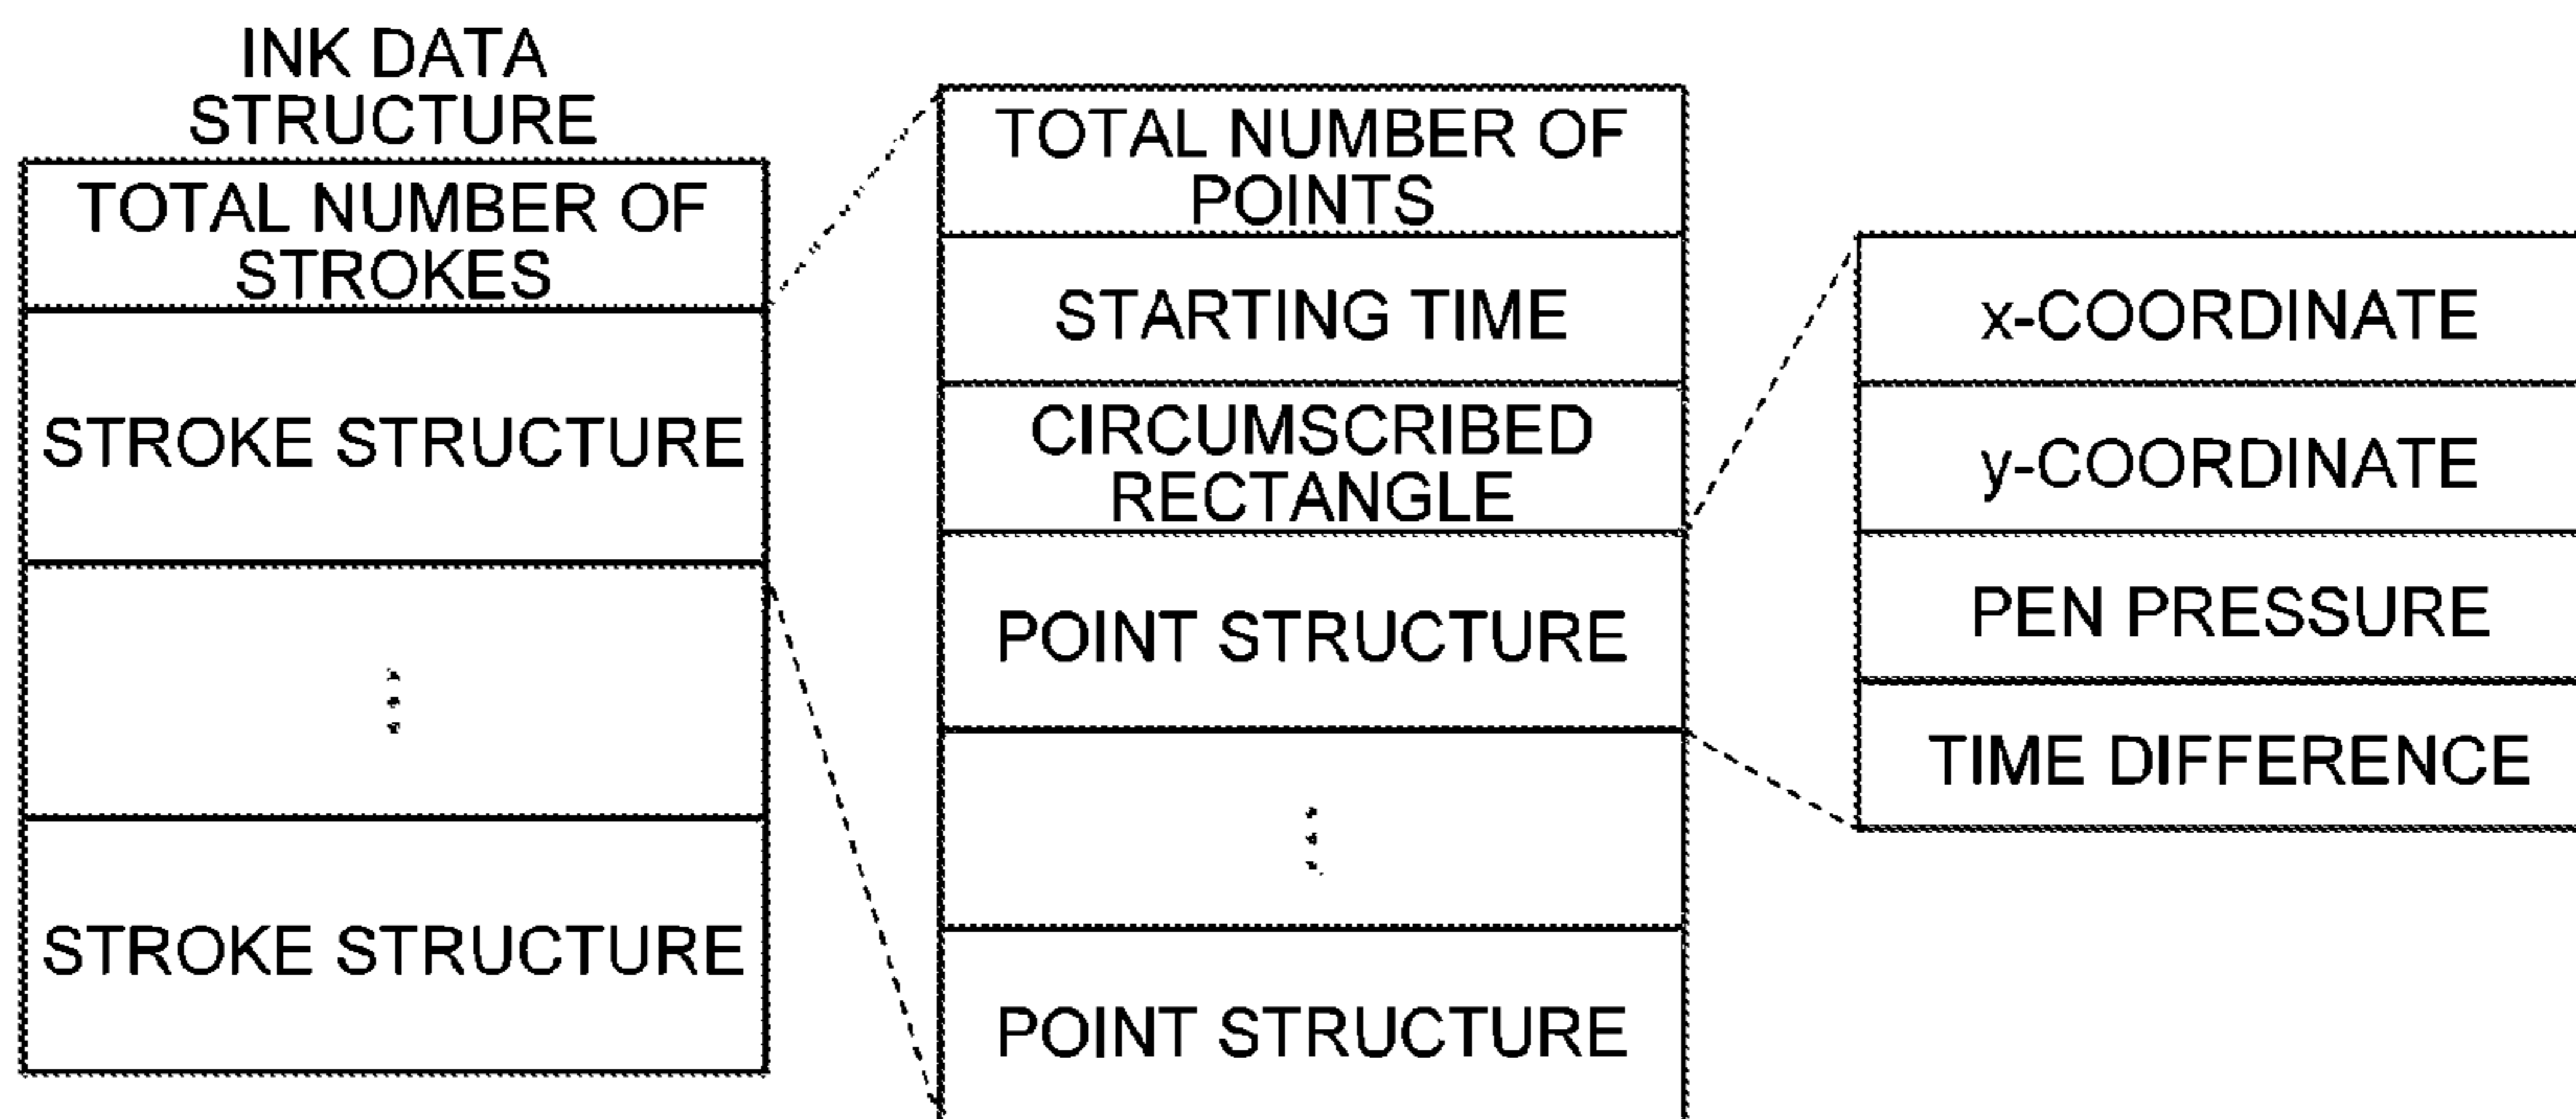 INK DATA
STRUCTURE
TOTAL NUMBER OF
STROKES
STROKE STRUCTURE
STROKE STRUCTURE
TOTAL NUMBER OF
POINTS
STARTING TIME
CIRCUMSCRIBED
RECTANGLE
POINT STRUCTURE
POINT STRUCTURE
x-COORDINATE
y-COORDINATE
PEN PRESSURE
TIME DIFFERENCE